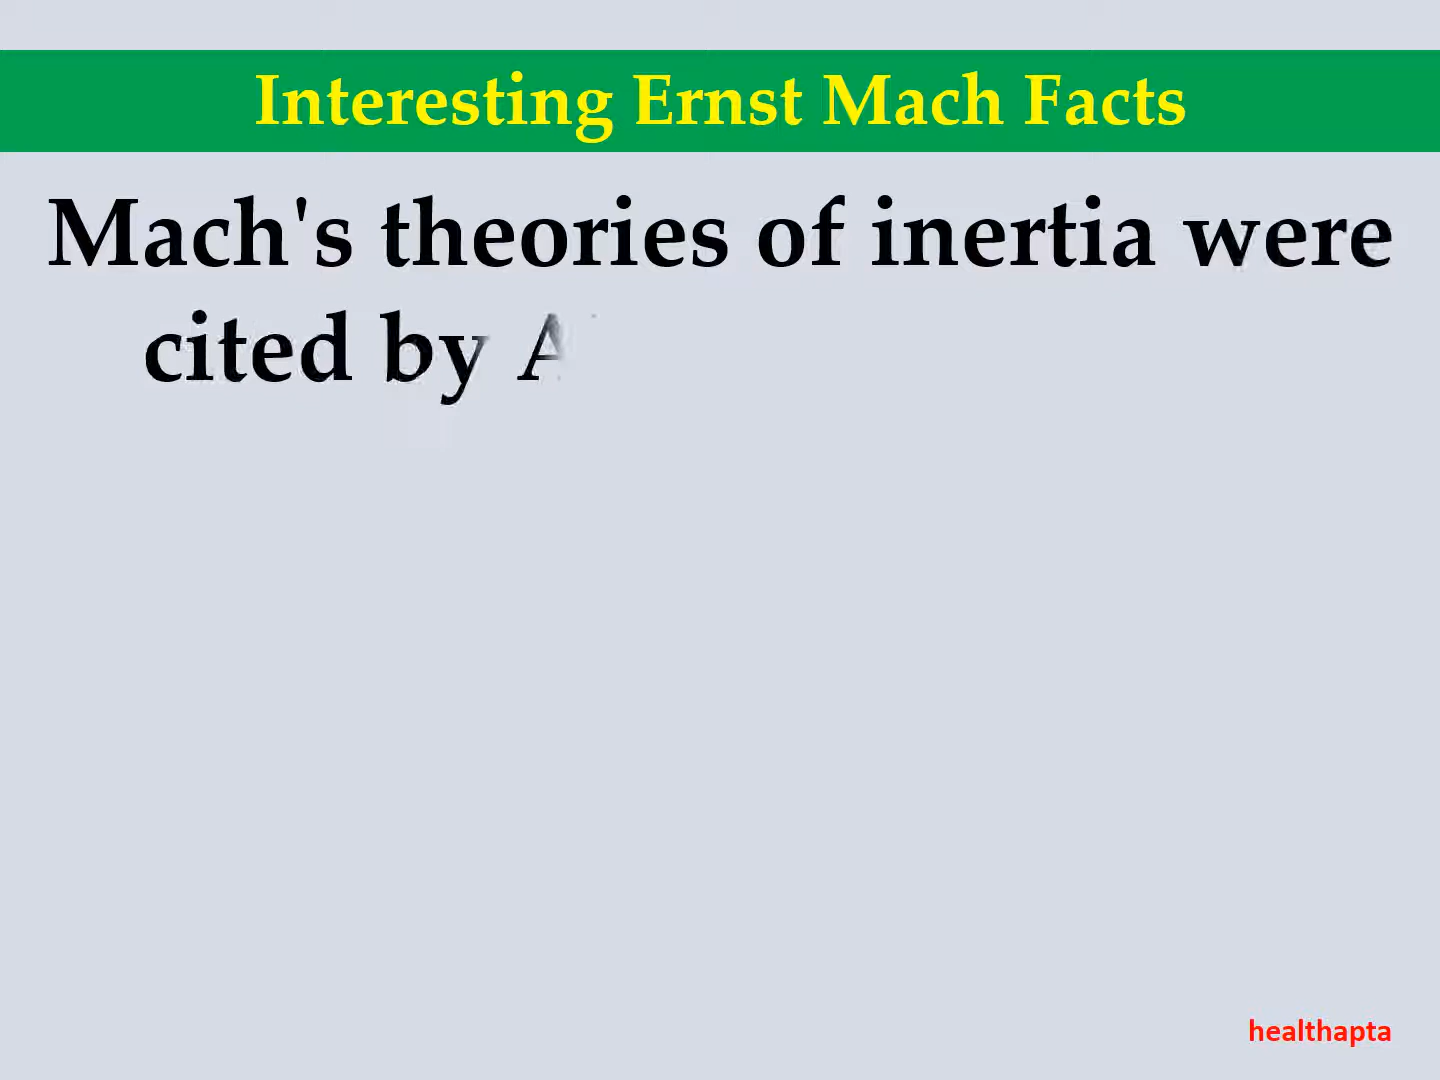 Interesting Ernst Mach Facts
Mach's theories of inertia were
cited by A
healthapta